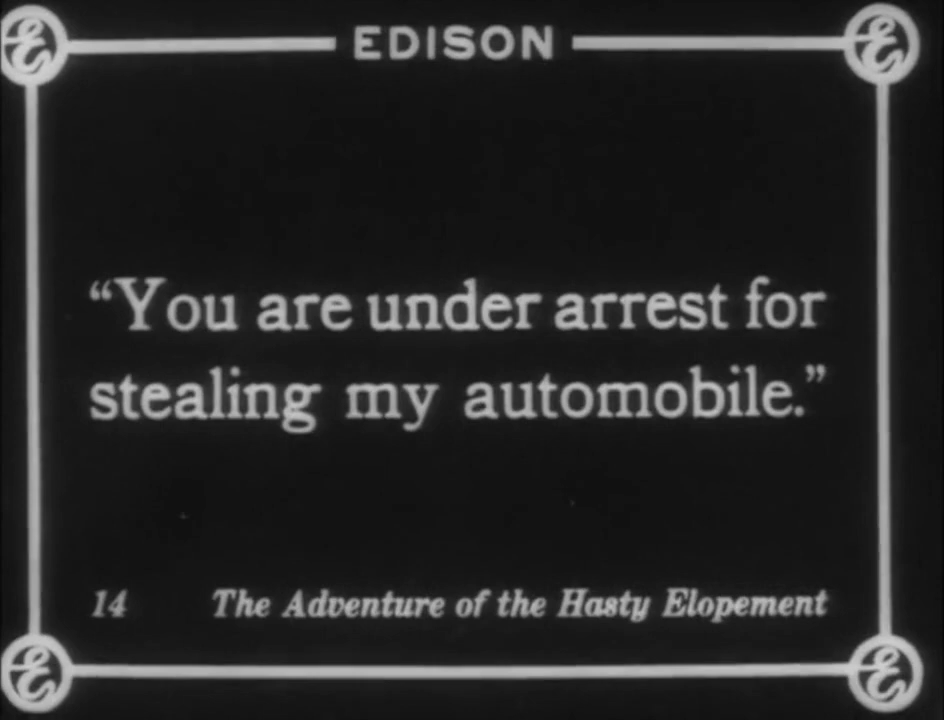 EDISON
“You are under arrest for
stealing my automobile.”
14 The Adventure of the Hasty Elopement
E E
E E